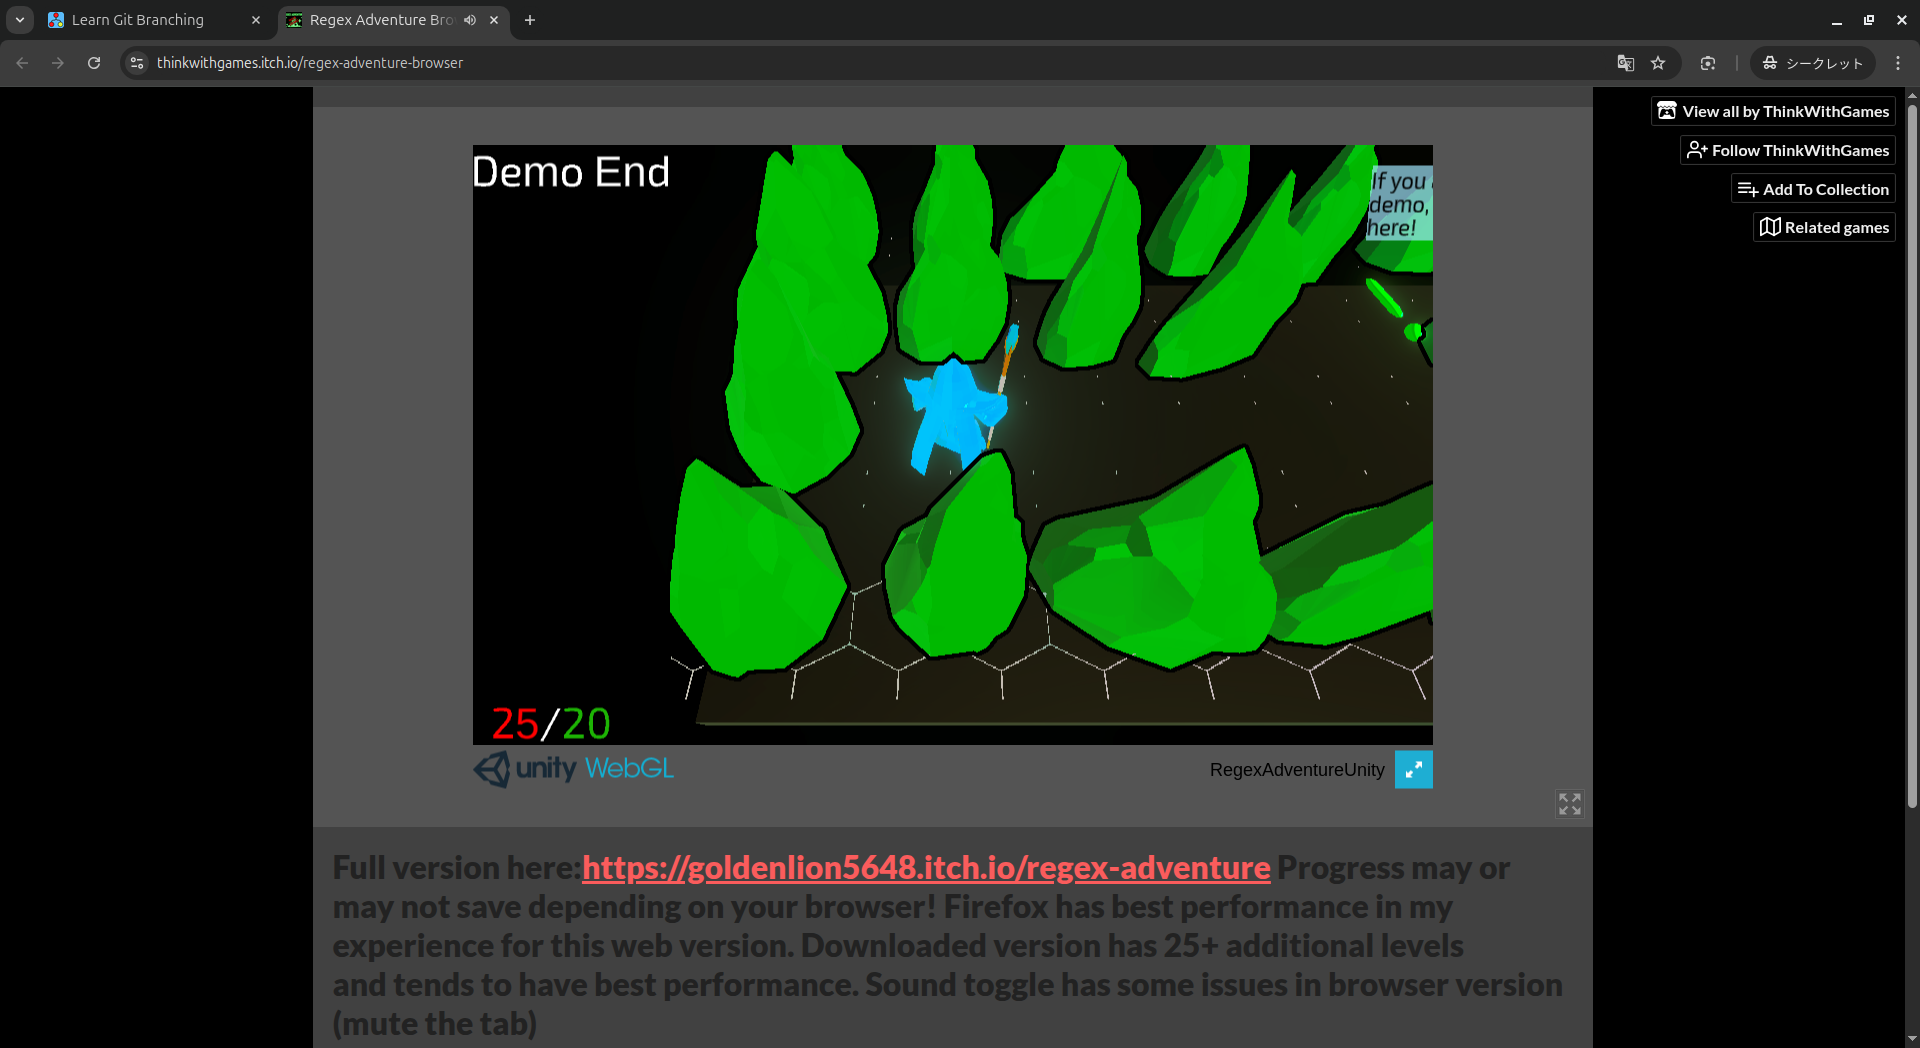 Learn Git Branching
Regex Adventure Bro
thinkwithgames.itch.io/regex-adventure-browser
シークレット
View all by ThinkWithGames
Follow ThinkWithGames
Add To Collection
Related games
Demo End
If you
demo,
here!
25/20
unity WebGL
RegexAdventureUnity
Full version here:https://goldenlion5648.itch.io/regex-adventure Progress may or
may not save depending on your browser! Firefox has best performance in my
experience for this web version. Downloaded version has 25+ additional levels
and tends to have best performance. Sound toggle has some issues in browser version
(mute the tab)